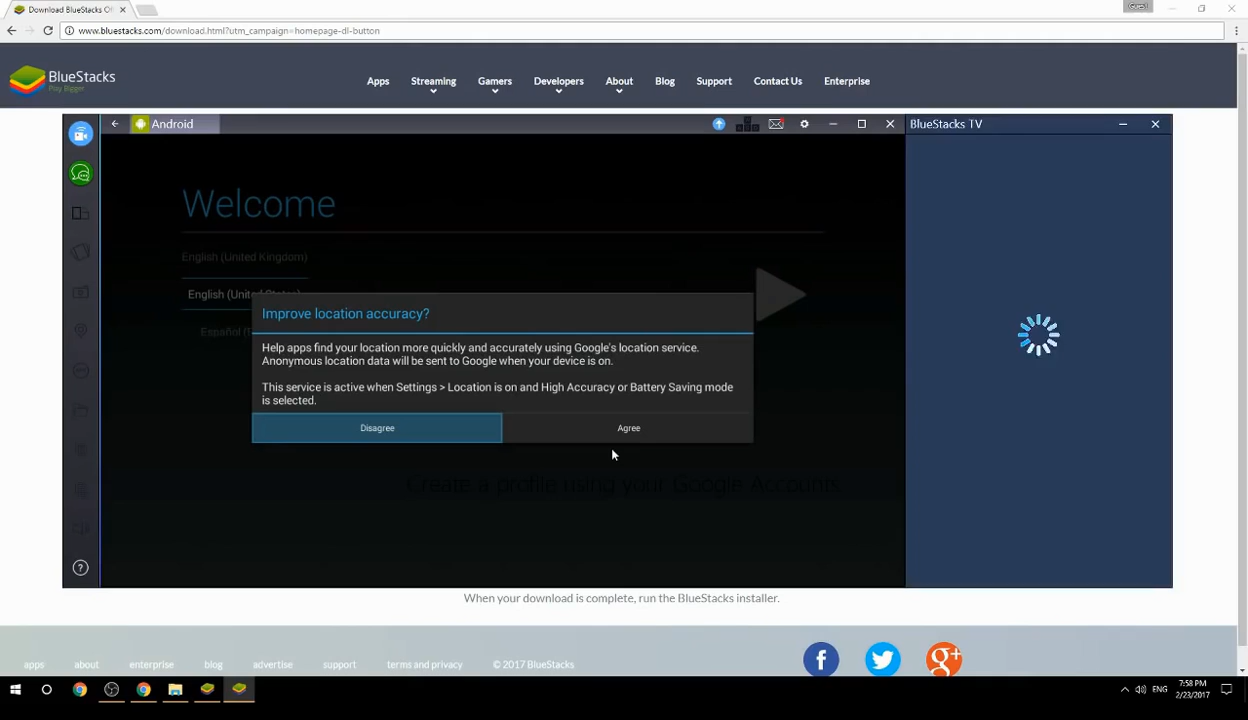 Download BlueStacks Of
Guest
www.bluestacks.com/download.html?utm_campaign=homepage-dl-button
BlueStacks
Play Bigger
Apps
Streaming
Gamers
Developers
About
Blog
Support
Contact Us
Enterprise
Android
BlueStacks TV
Welcome
English (United Kingdom)
English (United States)
Español (
Improve location accuracy?
Help apps find your location more quickly and accurately using Google's location service.
Anonymous location data will be sent to Google when your device is on.
This service is active when Settings > Location is on and High Accuracy or Battery Saving mode
is selected.
Disagree
Agree
Create a profile using your Google Accounts
?
When your download is complete, run the BlueStacks installer.
apps
about
enterprise
blog
advertise
support
terms and privacy
© 2017 BlueStacks
f
g+
ENG
7:58 PM
2/23/2017